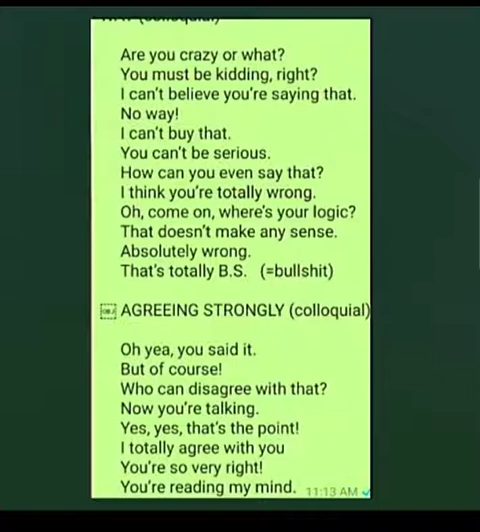 (colloquial)
Are you crazy or what?
You must be kidding, right?
I can't believe you're saying that.
No way!
I can't buy that.
You can't be serious.
How can you even say that?
I think you're totally wrong.
Oh, come on, where's your logic?
That doesn't make any sense.
Absolutely wrong.
That's totally B.S. (=bullshit)
AGREEING STRONGLY (colloquial)
Oh yea, you said it.
But of course!
Who can disagree with that?
Now you're talking.
Yes, yes, that's the point!
I totally agree with you
You're so very right!
You're reading my mind. 11:13 AM